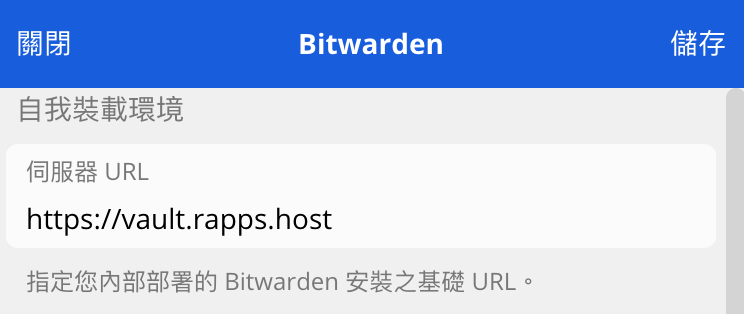 關閉 Bitwarden 儲存
自我裝載環境
伺服器 URL
https://vault.rapps.host
指定您內部部署的 Bitwarden 安裝之基礎 URL。